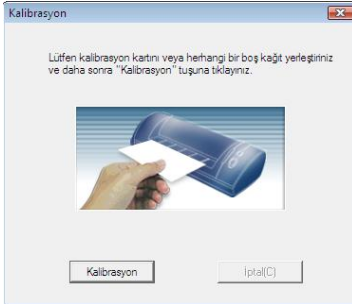 Kalibrasyon
Lütfen kalibrasyon kartını veya herhangi bir boş kağıt yerleştiriniz
ve daha sonra "Kalibrasyon" tuşuna tıklayınız.
Kalibrasyon
İptal(C)